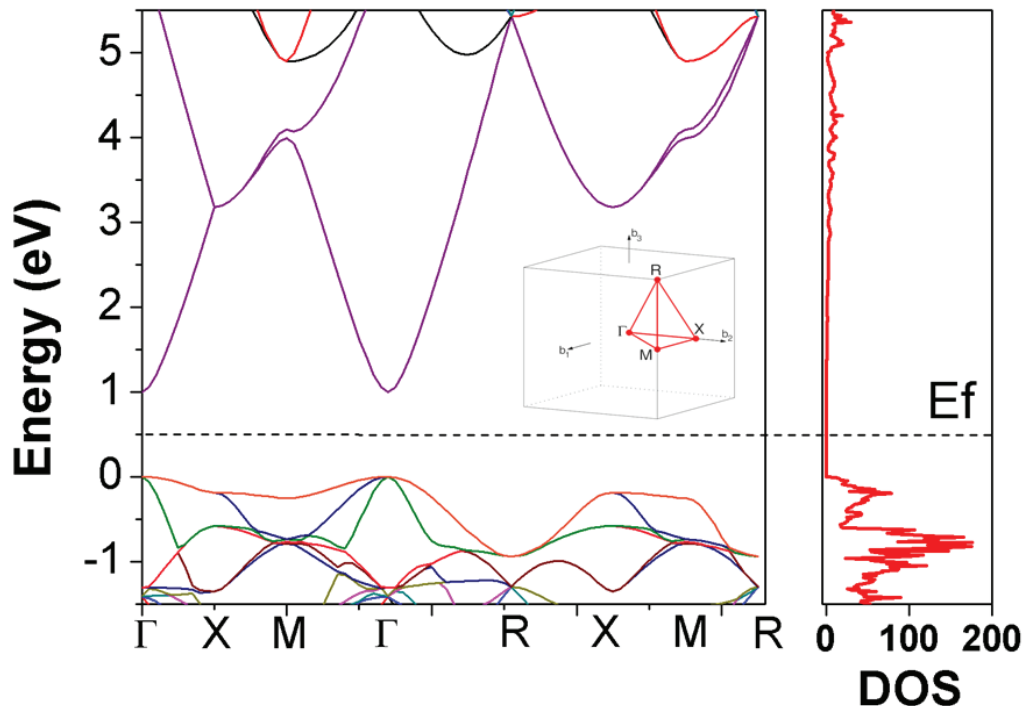 Energy (eV)
5
4
3
2
1
0
-1
Γ X M Γ R X M R
b3
R
Γ
X
b2
b1
M
Ef
0 100 200
DOS